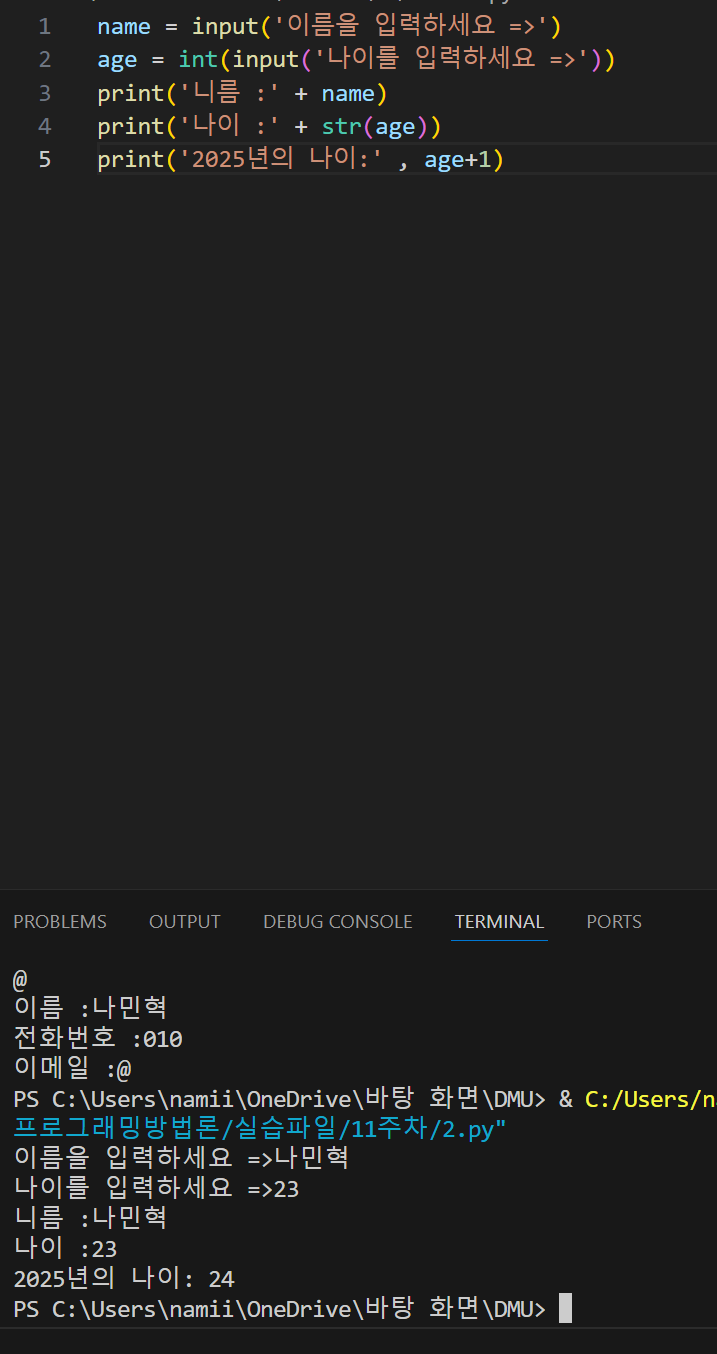 1 name = input('이름을 입력하세요 =>')
2 age = int(input('나이를 입력하세요 =>'))
3 print('니름 :' + name)
4 print('나이 :' + str(age))
5 print('2025년의 나이:' , age+1)
PROBLEMS OUTPUT DEBUG CONSOLE TERMINAL PORTS
@
이름 :나민혁
전화번호 :010
이메일 :@
PS C:\Users\namii\OneDrive\바탕 화면\DMU> & C:/Users/na
프로그래밍방법론/실습파일/11주차/2.py"
이름을 입력하세요 =>나민혁
나이를 입력하세요 =>23
니름 :나민혁
나이 :23
2025년의 나이: 24
PS C:\Users\namii\OneDrive\바탕 화면\DMU>